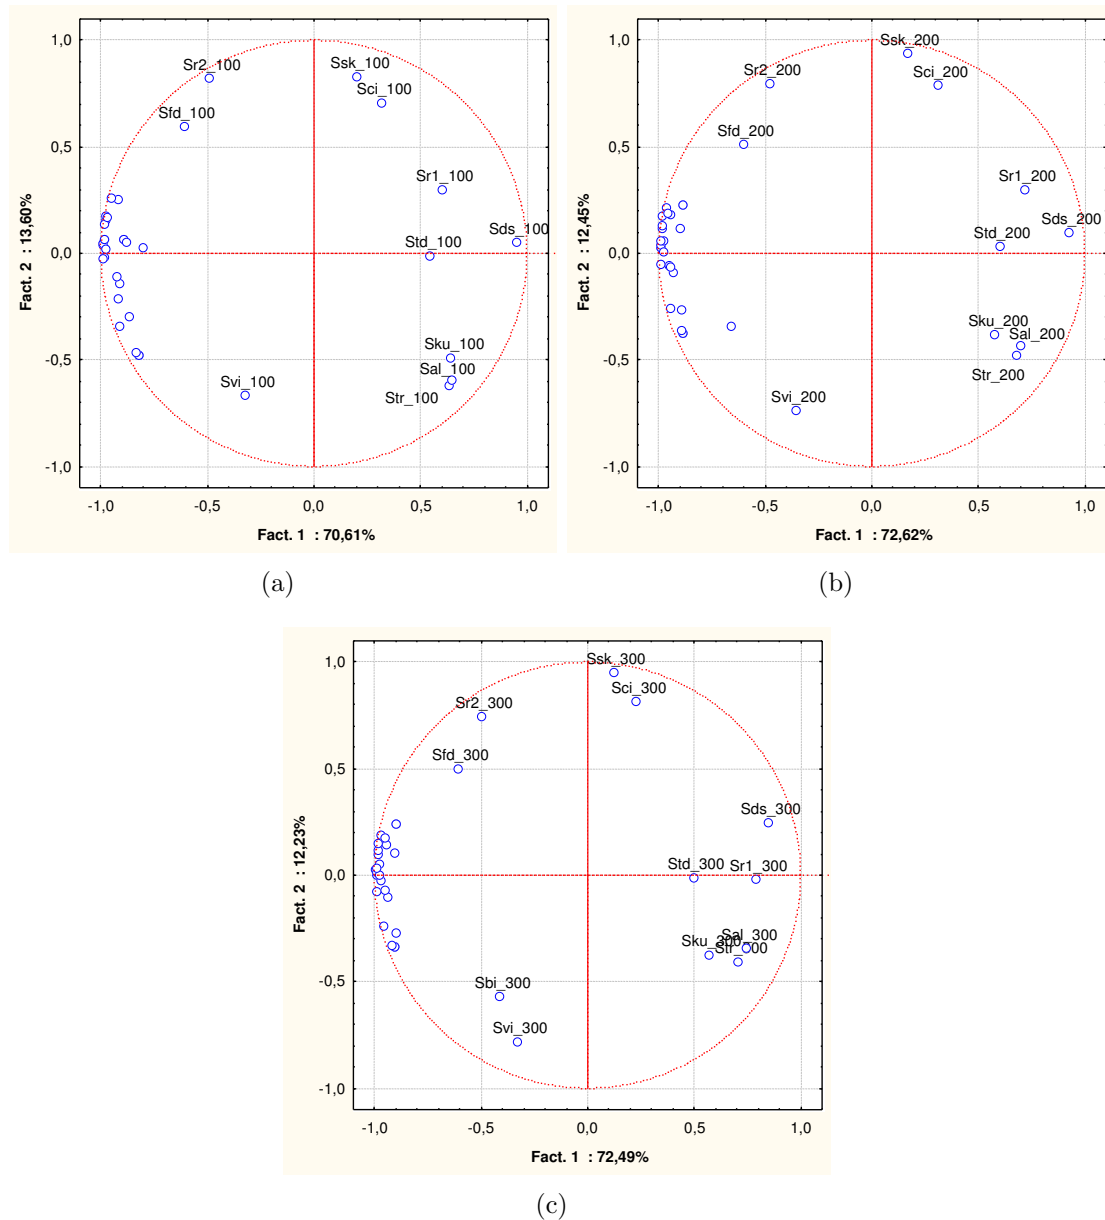 1,0
0,5
0,0
-0,5
-1,0
Fact. 2 : 13,60%
Sr2_100
Ssk_100
Sci_100
Sfd_100
Sr1_100
Sds_100
Std_100
Sku_100
Sal_100
Str_100
Svi_100
-1,0 -0,5 0,0 0,5 1,0
Fact. 1 : 70,61%
(a)
1,0
0,5
0,0
-0,5
-1,0
Fact. 2 : 12,45%
Ssk_200
Sr2_200
Sci_200
Sfd_200
Sr1_200
Sds_200
Std_200
Sku_200
Sal_200
Str_200
Svi_200
-1,0 -0,5 0,0 0,5 1,0
Fact. 1 : 72,62%
(b)
1,0
0,5
0,0
-0,5
-1,0
Fact. 2 : 12,23%
Ssk_300
Sci_300
Sr2_300
Sfd_300
Sds_300
Std_300
Sr1_300
Sal_300
Sku_300
Str_300
Sbi_300
Svi_300
-1,0 -0,5 0,0 0,5 1,0
Fact. 1 : 72,49%
(c)